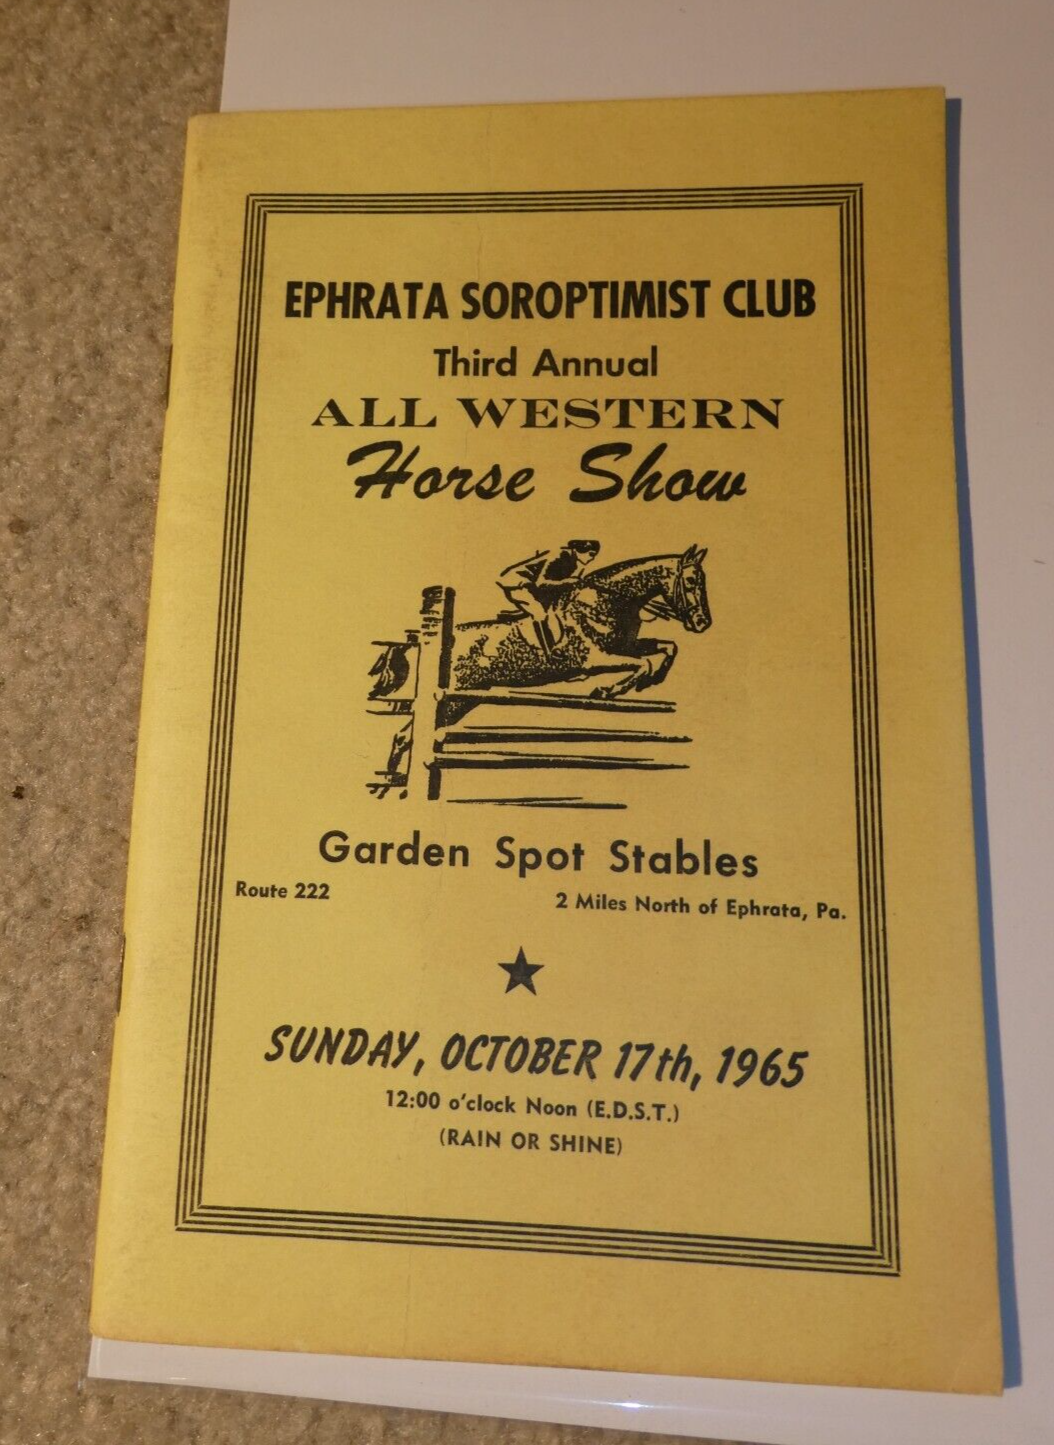 EPHRATA SOROPTIMIST CLUB
Third Annual
ALL WESTERN
Horse Show
Garden Spot Stables
Route 222 2 Miles North of Ephrata, Pa.
SUNDAY, OCTOBER 17th, 1965
12:00 o'clock Noon (E.D.S.T.)
(RAIN OR SHINE)